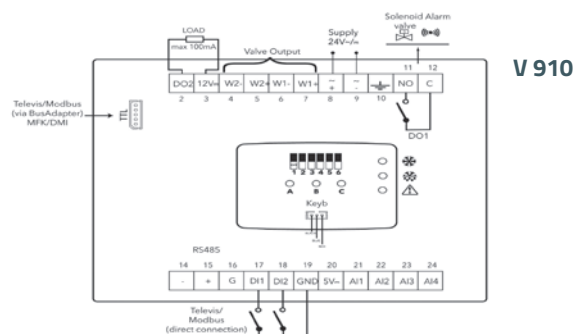 LOAD
max 100mA
Valve Output
Supply
24V~/⎓
Solenoid Alarm
valve
11 12
V 910
DO2 12V⎓ W2- W2+ W1- W1+ ~ + ~ - NO C
2 3 4 5 6 7 8 9 10
DO1
Televis/Modbus
(via BusAdapter)
MFK/DMI
TTL
1 2 3 4 5 6
A B C
Keyb
RS485
14 15 16 17 18 19 20 21 22 23 24
- + G DI1 DI2 GND 5V⎓ AI1 AI2 AI3 AI4
Televis/
Modbus
(direct connection)